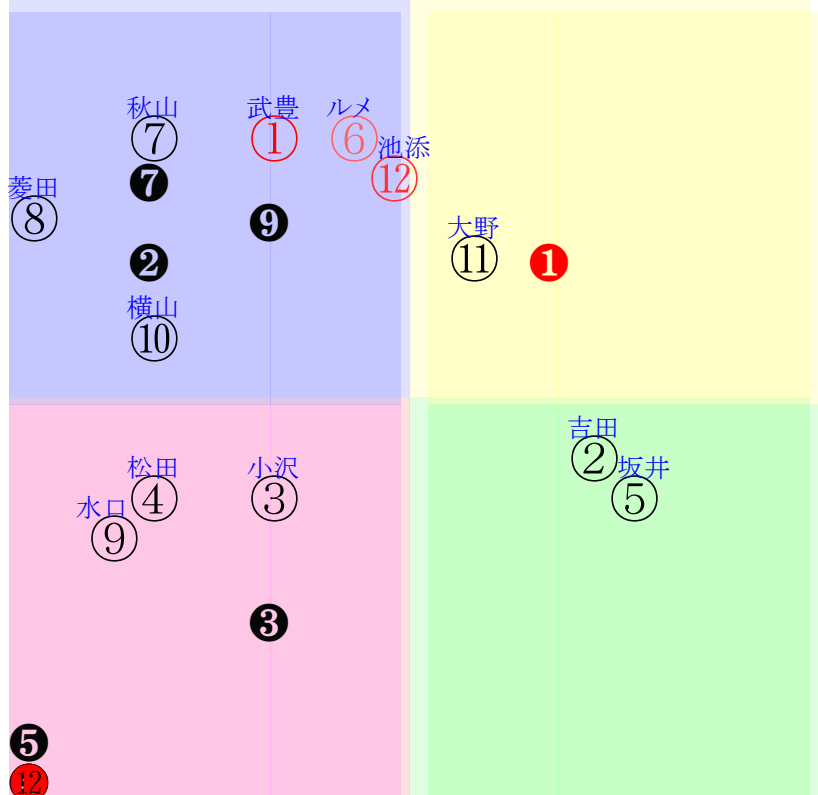 秋山
武豊
ルメ
⑦
①
⑥
池添
⑫
❼
菱田
⑧
❾
大野
⑪
❷
❶
横山
⑩
吉田
②
松田
小沢
坂井
④
③
⑤
水口
⑨
❸
❺
⓬